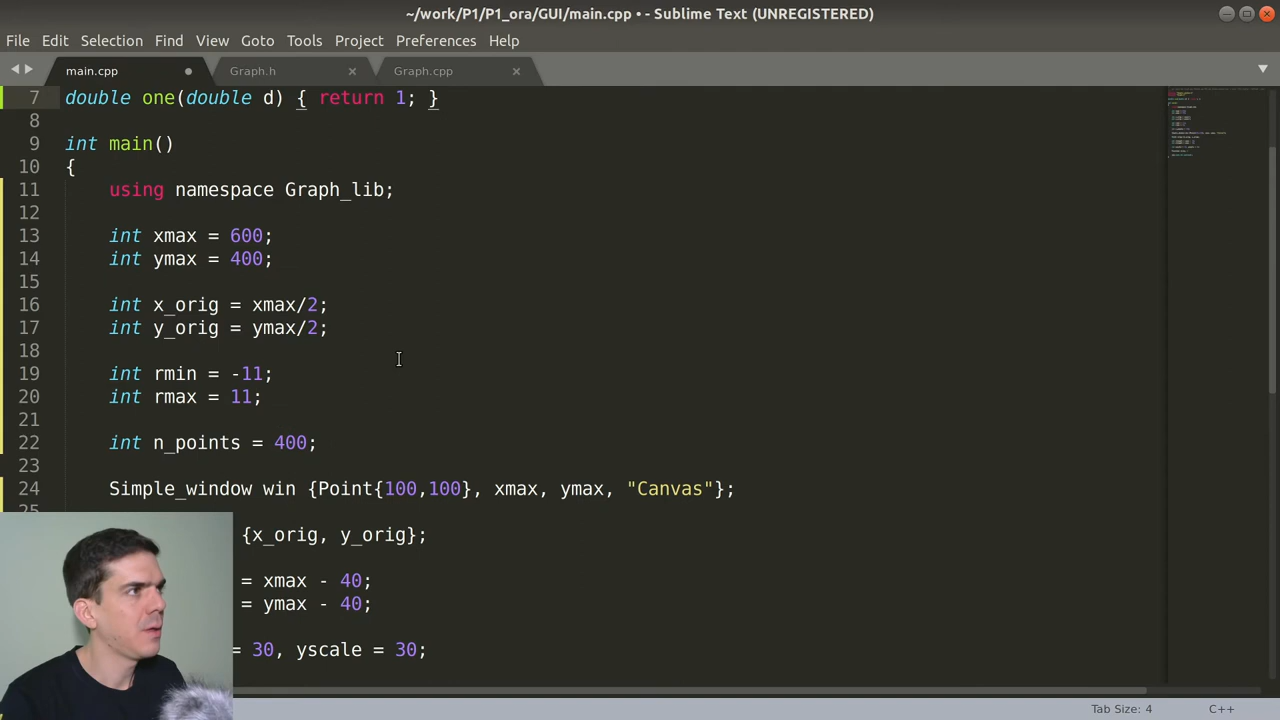 ~/work/P1/P1_ora/GUI/main.cpp • - Sublime Text (UNREGISTERED)
File Edit Selection Find View Goto Tools Project Preferences Help
main.cpp Graph.h Graph.cpp
7 double one(double d) { return 1; }
8
9 int main()
10 {
11 using namespace Graph_lib;
12
13 int xmax = 600;
14 int ymax = 400;
15
16 int x_orig = xmax/2;
17 int y_orig = ymax/2;
18
19 int rmin = -11;
20 int rmax = 11;
21
22 int n_points = 400;
23
24 Simple_window win {Point{100,100}, xmax, ymax, "Canvas"};
25
{x_orig, y_orig};
= xmax - 40;
= ymax - 40;
= 30, yscale = 30;
Tab Size: 4 C++